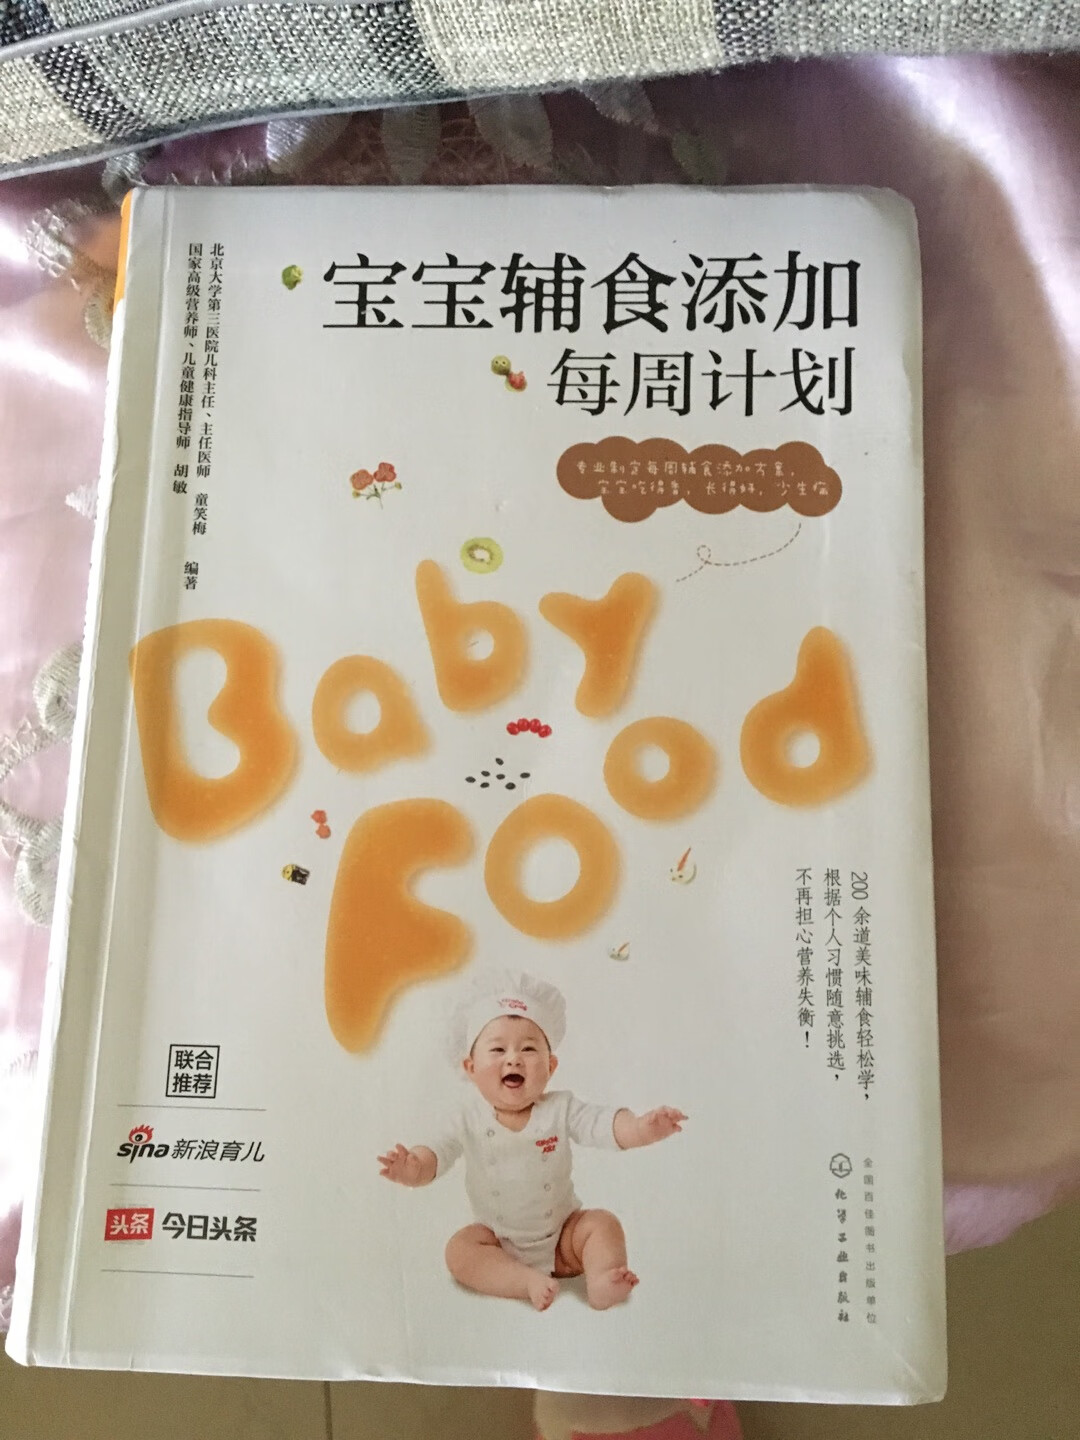 宝宝辅食添加
每周计划
北京大学第三医院儿科主任、主任医师 童笑梅
国家高级营养师、儿童健康指导师 胡敏
编著
专业制定每周辅食添加方案，
宝宝吃得香，长得好，少生病
Baby
Food
200余道美味辅食轻松学，
根据个人习惯随意挑选，
不再担心营养失衡！
联合
推荐
sina新浪育儿
头条 今日头条
化学工业出版社
全国百佳图书出版单位